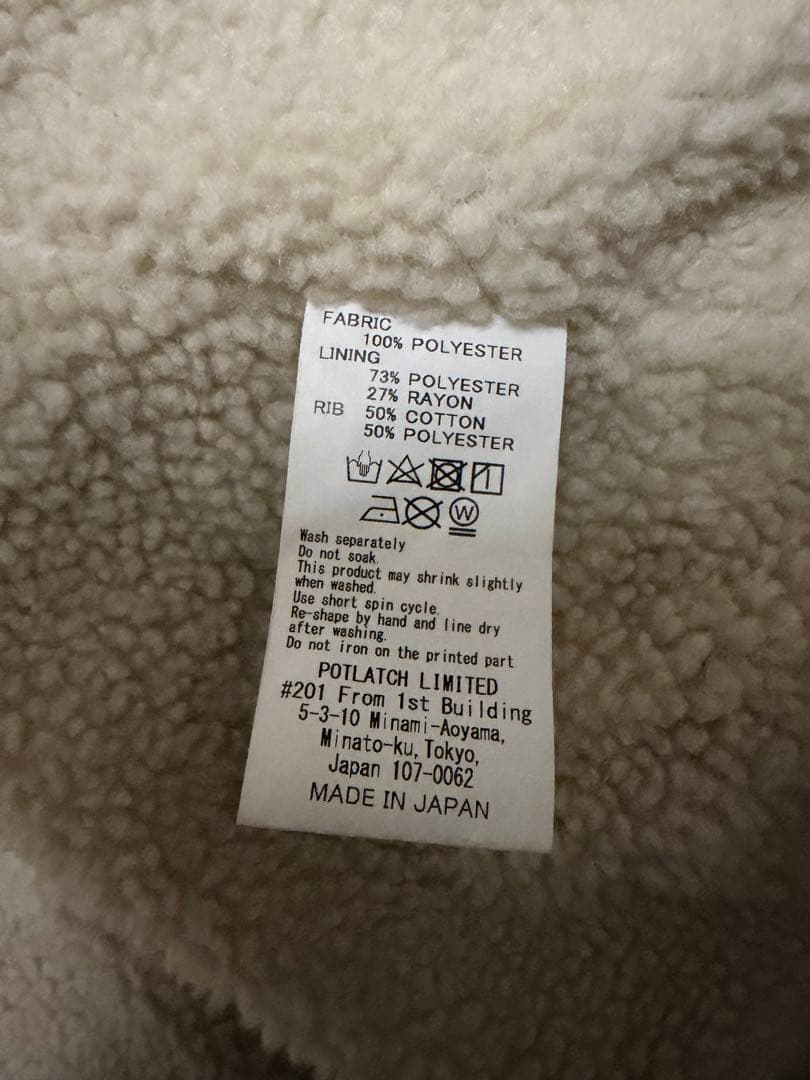 FABRIC
100% POLYESTER
LINING
73% POLYESTER
27% RAYON
RIB 50% COTTON
50% POLYESTER
W
Wash separately
Do not soak.
This product may shrink slightly
when washed.
Use short spin cycle.
Re-shape by hand and line dry
after washing.
Do not iron on the printed part
POTLATCH LIMITED
#201 From 1st Building
5-3-10 Minami-Aoyama,
Minato-ku, Tokyo,
Japan 107-0062
MADE IN JAPAN